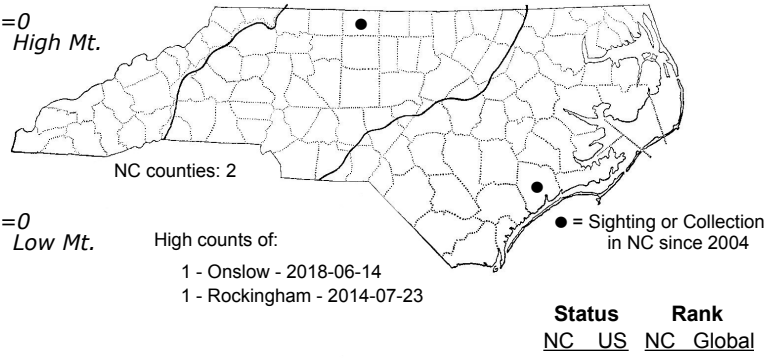 =0
High Mt.
NC counties: 2
=0
Low Mt.
High counts of:
1 - Onslow - 2018-06-14
1 - Rockingham - 2014-07-23
● = Sighting or Collection
in NC since 2004
Status Rank
NC US NC Global